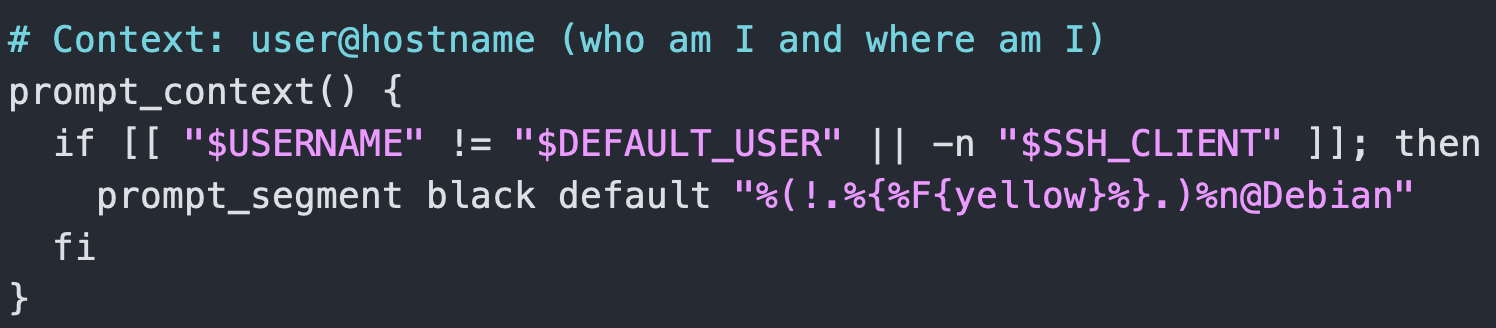 # Context: user@hostname (who am I and where am I)
prompt_context() {
  if [[ "$USERNAME" != "$DEFAULT_USER" || -n "$SSH_CLIENT" ]]; then
    prompt_segment black default "%(!.%{%F{yellow}%}.)%n@Debian"
  fi
}